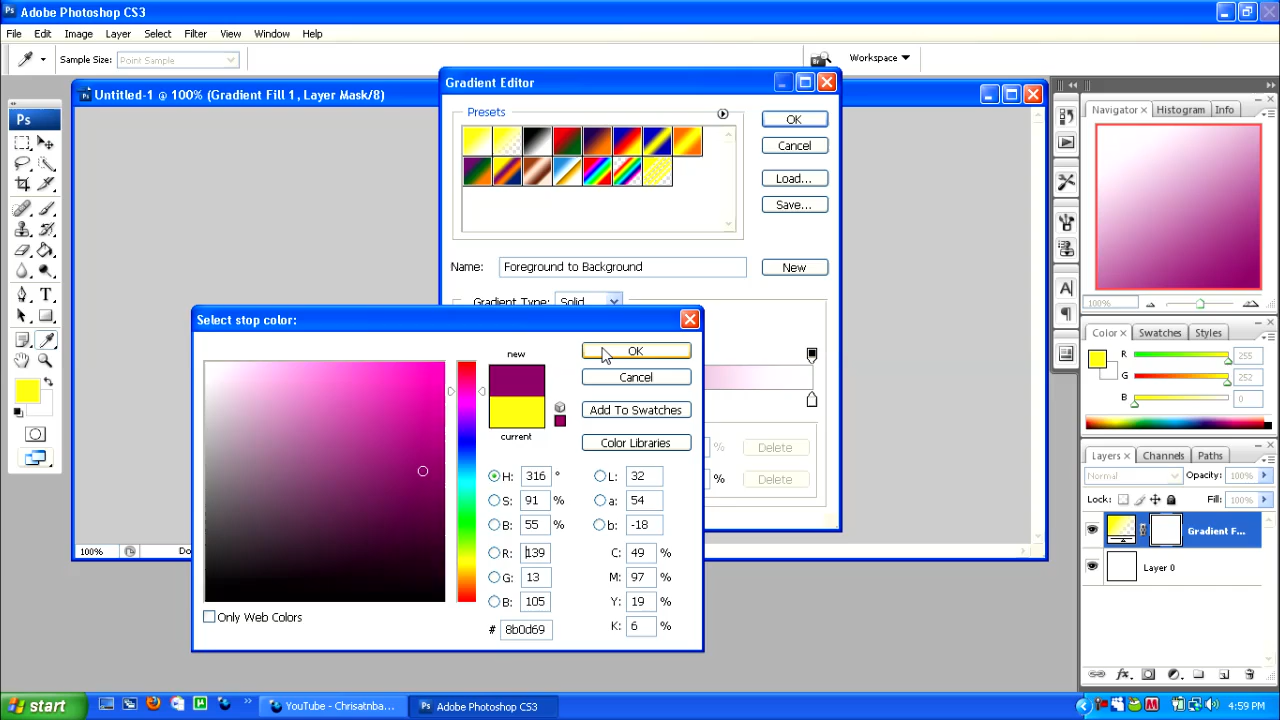 Adobe Photoshop CS3
File Edit Image Layer Select Filter View Window Help
Sample Size: Point Sample
Workspace
Untitled-1 @ 100% (Gradient Fill 1, Layer Mask/8)
Gradient Editor
Presets
OK
Cancel
Load...
Save...
Name: Foreground to Background
New
Gradient Type: Solid
%
Delete
%
Delete
Select stop color:
new
current
OK
Cancel
Add To Swatches
Color Libraries
H: 316 °
S: 91 %
B: 55 %
R: 139
G: 13
B: 105
# 8b0d69
L: 32
a: 54
b: -18
C: 49 %
M: 97 %
Y: 19 %
K: 6 %
Only Web Colors
100%
Do
Ps
Navigator Histogram Info
100%
Color Swatches Styles
R 255
G 252
B 0
Layers Channels Paths
Normal Opacity: 100%
Lock: Fill: 100%
Gradient F...
Layer 0
start
YouTube - Chrisatnba...
Adobe Photoshop CS3
4:59 PM